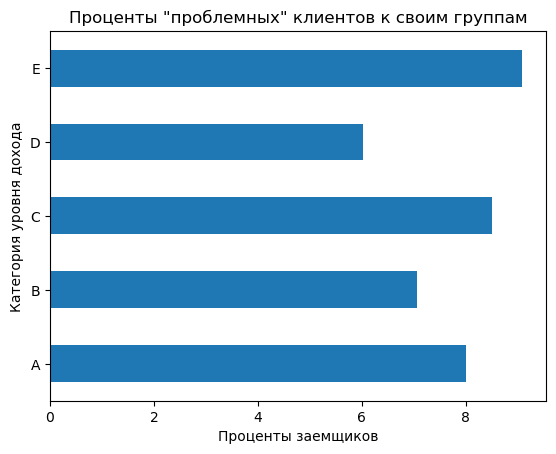 Проценты "проблемных" клиентов к своим группам
Категория уровня дохода
E
D
C
B
A
0 2 4 6 8
Проценты заемщиков